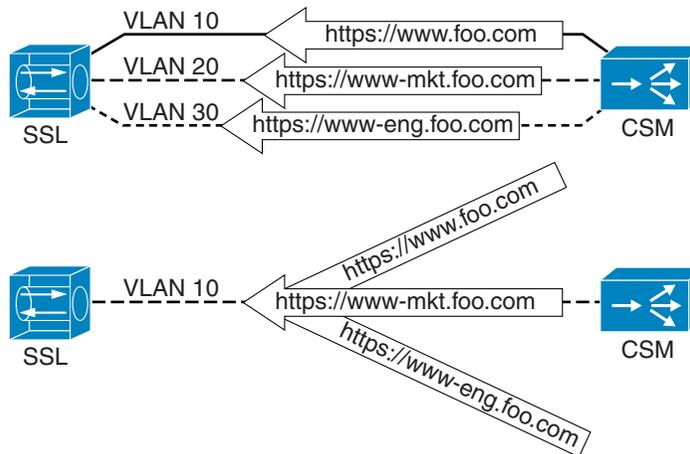 VLAN 10
https://www.foo.com
VLAN 20
https://www-mkt.foo.com
VLAN 30
https://www-eng.foo.com
SSL
CSM
https://www.foo.com
VLAN 10
https://www-mkt.foo.com
https://www-eng.foo.com
SSL
CSM